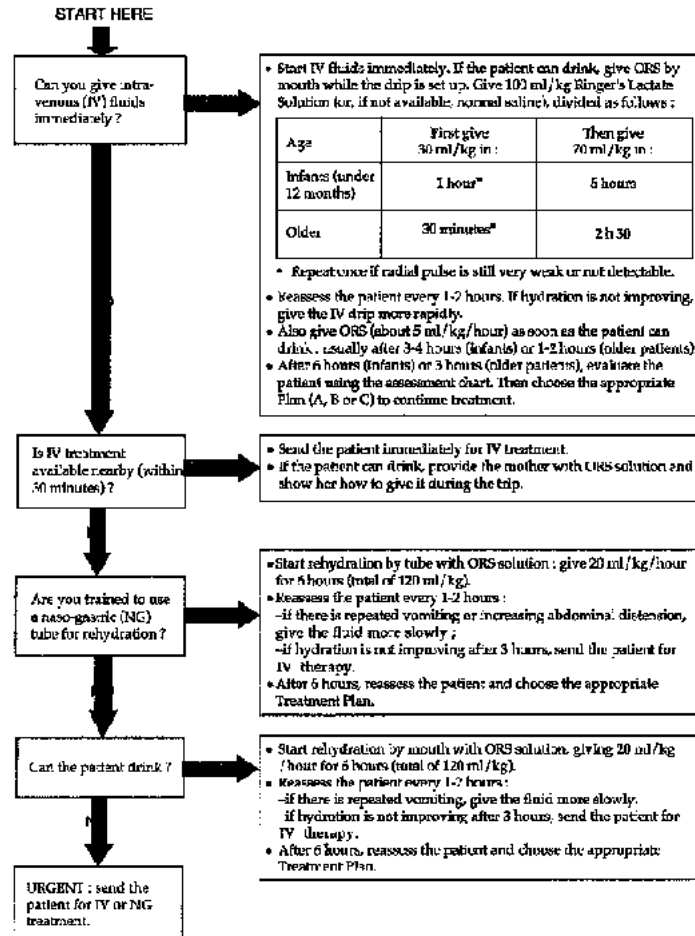 START HERE
Can you give intra-
venous (IV) fluids
immediately ?
• Start IV fluids immediately. If the patient can drink, give ORS by
mouth while the drip is set up. Give 100 ml/kg Ringer's Lactate
Solution (or, if not available, normal saline), divided as follows :
Age
First give
30 ml/kg in :
Then give
70 ml/kg in :
Infants (under
12 months)
1 hour*
5 hours
Older
30 minutes*
2 h 30
* Repeat once if radial pulse is still very weak or not detectable.
• Reassess the patient every 1-2 hours. If hydration is not improving,
give the IV drip more rapidly.
• Also give ORS (about 5 ml/kg/hour) as soon as the patient can
drink : usually after 3-4 hours (infants) or 1-2 hours (older patients)
• After 6 hours (infants) or 3 hours (older patients), evaluate the
patient using the assessment chart. Then choose the appropriate
Plan (A, B or C) to continue treatment.
Is IV treatment
available nearby (within
30 minutes) ?
• Send the patient immediately for IV treatment.
• If the patient can drink, provide the mother with ORS solution and
show her how to give it during the trip.
Are you trained to use
a naso-gastric (NG)
tube for rehydration ?
• Start rehydration by tube with ORS solution : give 20 ml/kg/hour
for 6 hours (total of 120 ml/kg).
• Reassess the patient every 1-2 hours :
–if there is repeated vomiting or increasing abdominal distension,
give the fluid more slowly ;
–if hydration is not improving after 3 hours, send the patient for
IV therapy.
• After 6 hours, reassess the patient and choose the appropriate
Treatment Plan.
Can the patient drink ?
• Start rehydration by mouth with ORS solution, giving 20 ml/kg
/hour for 6 hours (total of 120 ml/kg).
• Reassess the patient every 1-2 hours :
–if there is repeated vomiting, give the fluid more slowly.
if hydration is not improving after 3 hours, send the patient for
IV therapy.
• After 6 hours, reassess the patient and choose the appropriate
Treatment Plan.
URGENT : send the
patient for IV or NG
treatment.